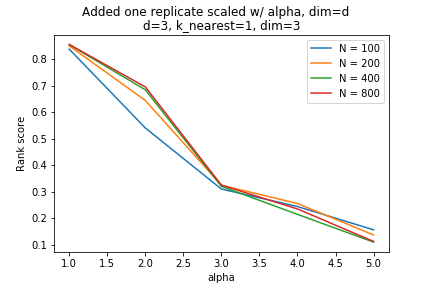 Added one replicate scaled w/ alpha, dim=d
d=3, k_nearest=1, dim=3
N = 100
N = 200
N = 400
N = 800
Rank score
0.8
0.7
0.6
0.5
0.4
0.3
0.2
0.1
1.0 1.5 2.0 2.5 3.0 3.5 4.0 4.5 5.0
alpha